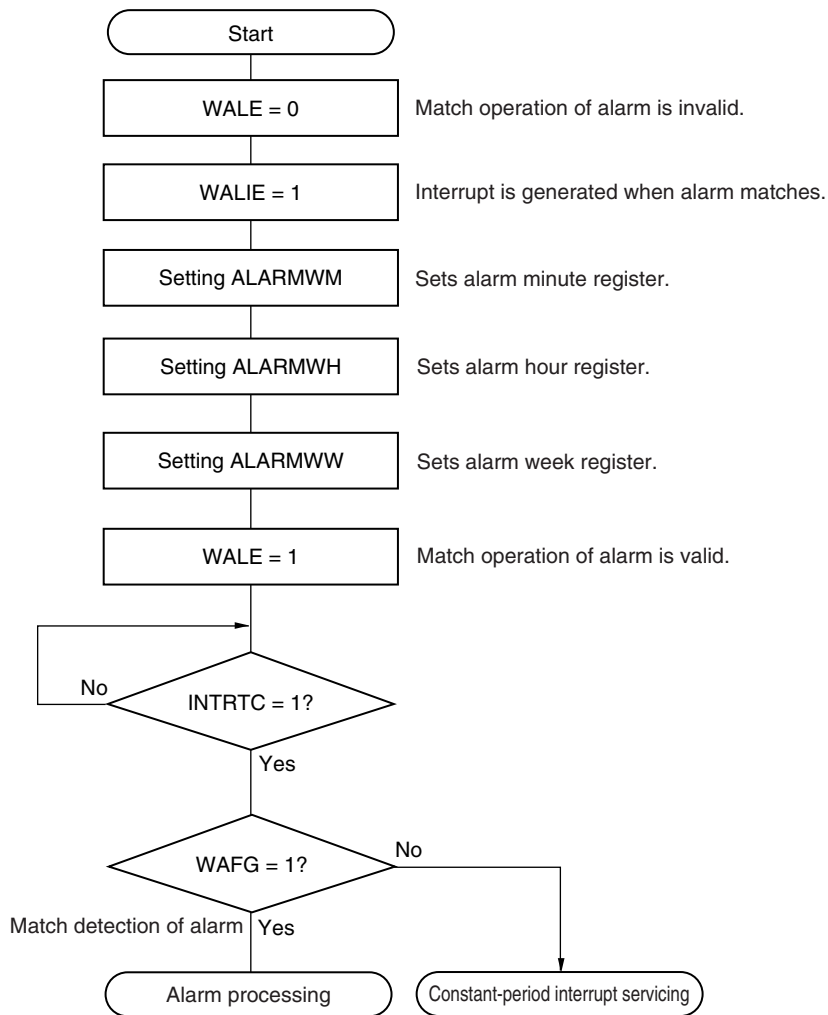 Start
WALE = 0
Match operation of alarm is invalid.
WALIE = 1
Interrupt is generated when alarm matches.
Setting ALARMWM
Sets alarm minute register.
Setting ALARMWH
Sets alarm hour register.
Setting ALARMWW
Sets alarm week register.
WALE = 1
Match operation of alarm is valid.
No
INTRTC = 1?
Yes
WAFG = 1?
No
Match detection of alarm
Yes
Alarm processing
Constant-period interrupt servicing